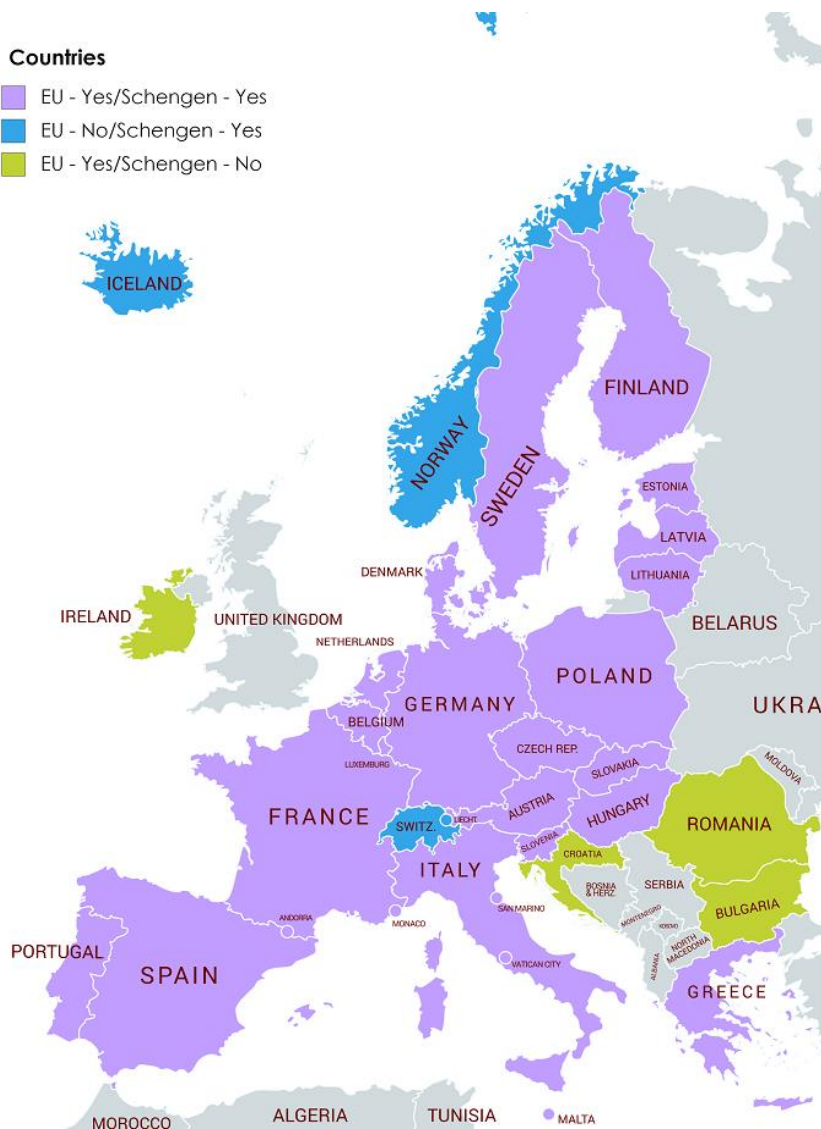 Countries
EU - Yes/Schengen - Yes
EU - No/Schengen - Yes
EU - Yes/Schengen - No
ICELAND
FINLAND
NORWAY
SWEDEN
ESTONIA
LATVIA
DENMARK
LITHUANIA
IRELAND
UNITED KINGDOM
BELARUS
NETHERLANDS
POLAND
GERMANY
UKRA
BELGIUM
CZECH REP.
LUXEMBURG
SLOVAKIA
MOLDOVA
AUSTRIA
HUNGARY
FRANCE
SWITZ.
LIECHT.
ROMANIA
SLOVENIA
CROATIA
ITALY
BOSNIA
& HERZ.
SERBIA
SAN MARINO
BULGARIA
ANDORRA
MONACO
MONTENEGRO
KOSOVO
PORTUGAL
NORTH
MACEDONIA
VATICAN CITY
ALBANIA
SPAIN
GREECE
MOROCCO
ALGERIA
TUNISIA
MALTA